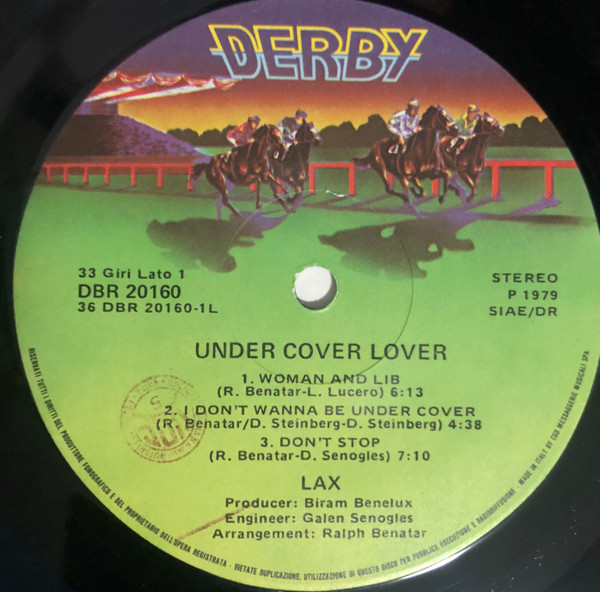 DERBY
33 Giri Lato 1
DBR 20160
36 DBR 20160-1L
STEREO
P 1979
SIAE/DR
UNDER COVER LOVER
1. WOMAN AND LIB
(R. Benatar-L. Lucero) 6:13
2. I DON'T WANNA BE UNDER COVER
(R. Benatar/D. Steinberg-D. Steinberg) 4:38
3. DON'T STOP
(R. Benatar-D. Senogles) 7:10
LAX
Producer: Biram Benelux
Engineer: Galen Senogles
Arrangement: Ralph Benatar
RISERVATI TUTTI I DIRITTI DEL PRODUTTORE FONOGRAFICO E DEL PROPRIETARIO DELL'OPERA REGISTRATA - VIETATE DUPLICAZIONE, UTILIZZAZIONE DI QUESTO DISCO PER PUBBLICA ESECUZIONE E RADIODIFFUSIONE - MADE IN ITALY BY CGD MESSAGGERIE MUSICALI SPA